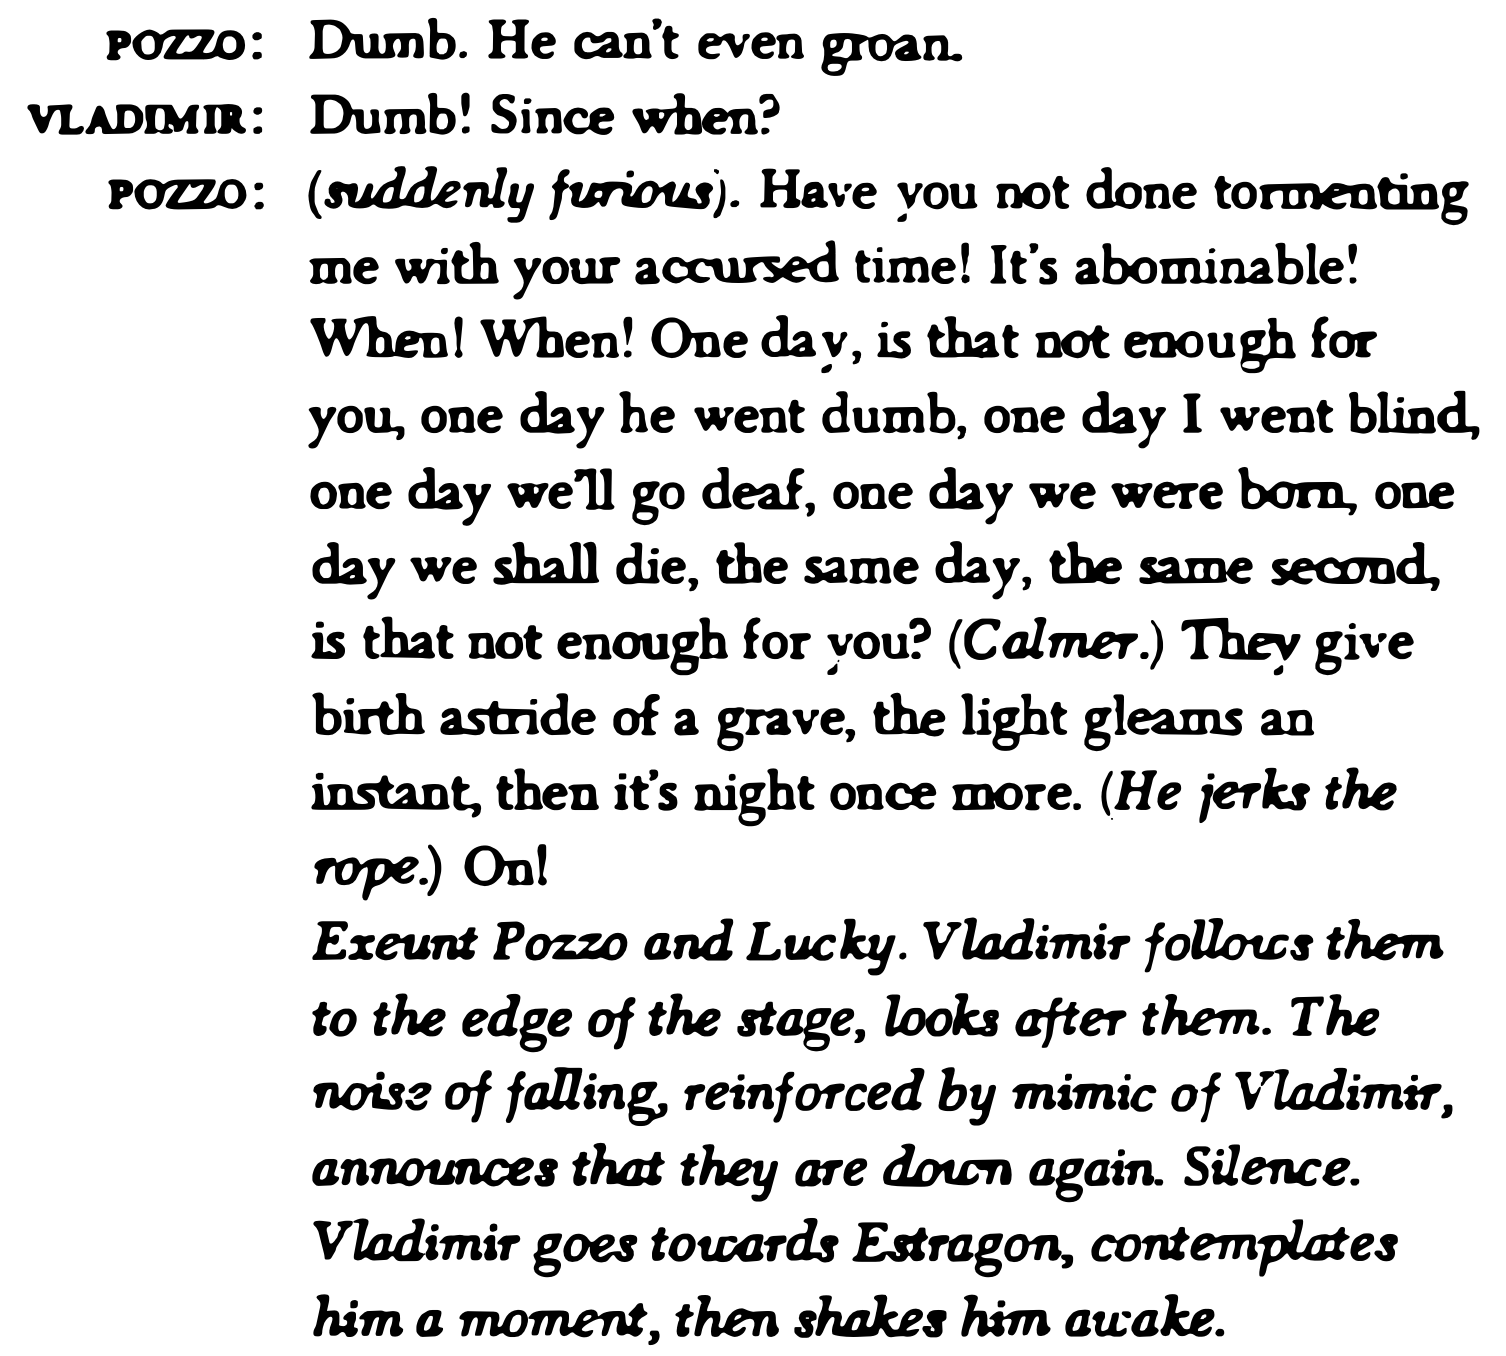 POZZO: Dumb. He can't even groan.
VLADIMIR: Dumb! Since when?
POZZO: (suddenly furious). Have you not done tormenting
me with your accursed time! It's abominable!
When! When! One day, is that not enough for
you, one day he went dumb, one day I went blind,
one day we'll go deaf, one day we were born, one
day we shall die, the same day, the same second,
is that not enough for you? (Calmer.) They give
birth astride of a grave, the light gleams an
instant, then it's night once more. (He jerks the
rope.) On!
Exeunt Pozzo and Lucky. Vladimir follows them
to the edge of the stage, looks after them. The
noise of falling, reinforced by mimic of Vladimir,
announces that they are down again. Silence.
Vladimir goes towards Estragon, contemplates
him a moment, then shakes him awake.